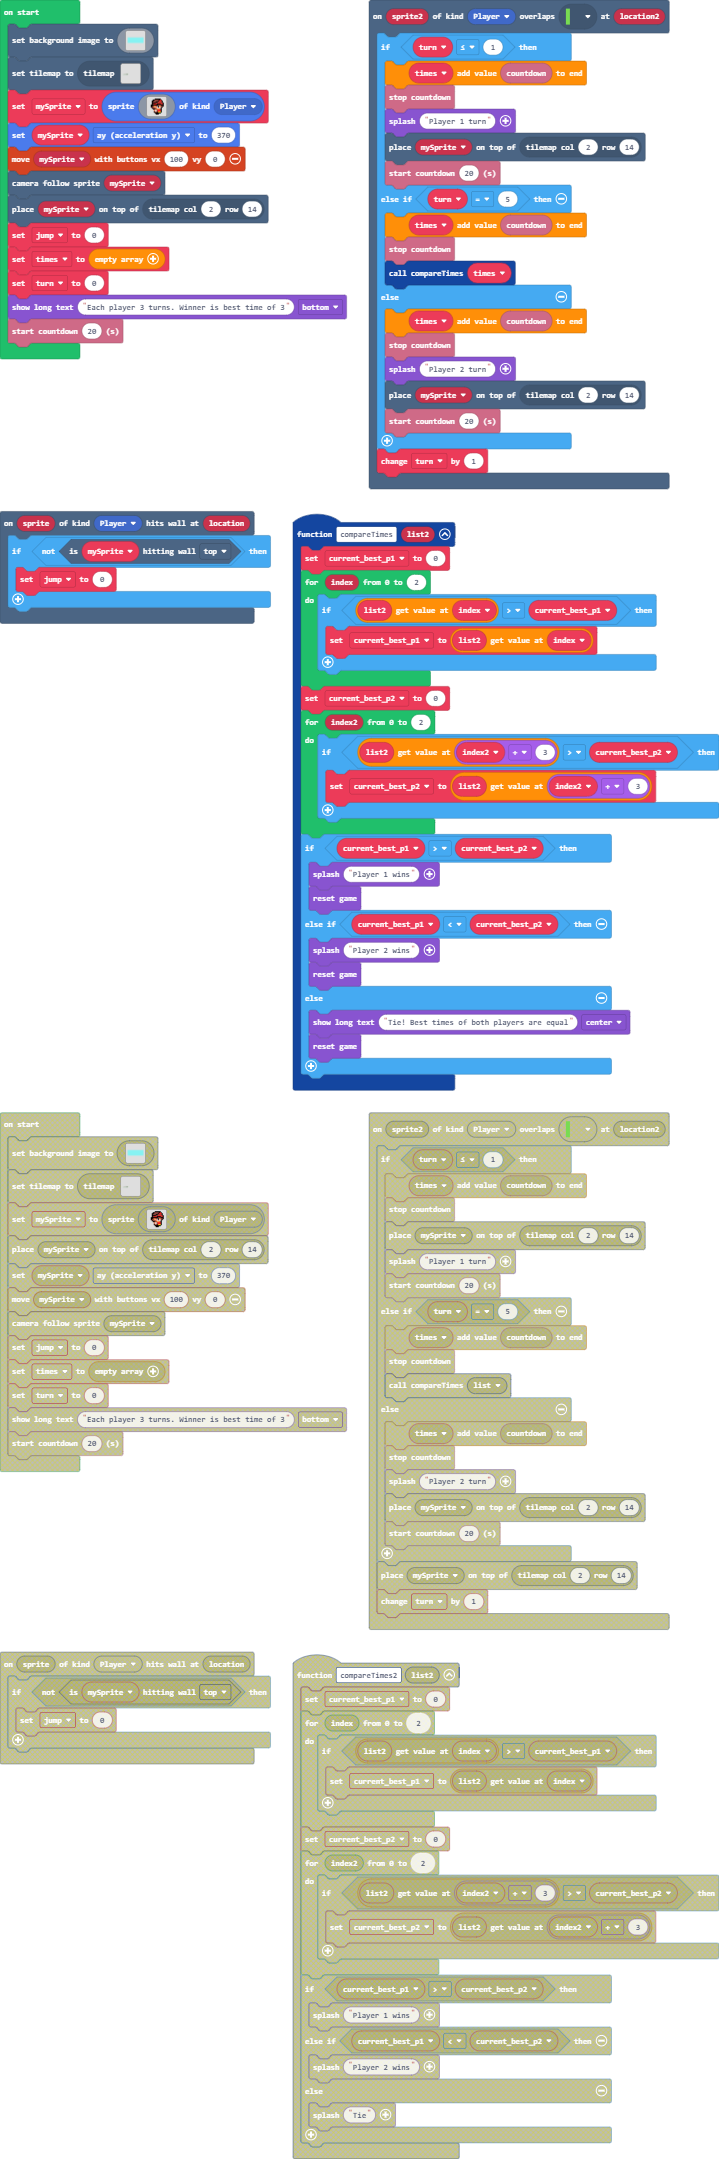 on start
set background image to
set tilemap to tilemap
set mySprite to sprite of kind Player
set mySprite ay (acceleration y) to 370
move mySprite with buttons vx 100 vy 0
camera follow sprite mySprite
place mySprite on top of tilemap col 2 row 14
set jump to 0
set times to empty array
set turn to 0
show long text "Each player 3 turns. Winner is best time of 3" bottom
start countdown 20 (s)
on sprite2 of kind Player overlaps at location2
if turn ≤ 1 then
times add value countdown to end
stop countdown
splash "Player 1 turn"
place mySprite on top of tilemap col 2 row 14
start countdown 20 (s)
else if turn = 5 then
times add value countdown to end
stop countdown
call compareTimes times
else
times add value countdown to end
stop countdown
splash "Player 2 turn"
place mySprite on top of tilemap col 2 row 14
start countdown 20 (s)
change turn by 1
on sprite of kind Player hits wall at location
if not is mySprite hitting wall top then
set jump to 0
function compareTimes list2
set current_best_p1 to 0
for index from 0 to 2
do
if list2 get value at index > current_best_p1 then
set current_best_p1 to list2 get value at index
set current_best_p2 to 0
for index2 from 0 to 2
do
if list2 get value at index2 + 3 > current_best_p2 then
set current_best_p2 to list2 get value at index2 + 3
if current_best_p1 > current_best_p2 then
splash "Player 1 wins"
reset game
else if current_best_p1 < current_best_p2 then
splash "Player 2 wins"
reset game
else
show long text "Tie! Best times of both players are equal" center
reset game
on start
set background image to
set tilemap to tilemap
set mySprite to sprite of kind Player
place mySprite on top of tilemap col 2 row 14
set mySprite ay (acceleration y) to 370
move mySprite with buttons vx 100 vy 0
camera follow sprite mySprite
set jump to 0
set times to empty array
set turn to 0
show long text "Each player 3 turns. Winner is best time of 3" bottom
start countdown 20 (s)
on sprite2 of kind Player overlaps at location2
if turn ≤ 1 then
times add value countdown to end
stop countdown
place mySprite on top of tilemap col 2 row 14
splash "Player 1 turn"
start countdown 20 (s)
else if turn = 5 then
times add value countdown to end
stop countdown
call compareTimes list
else
times add value countdown to end
stop countdown
splash "Player 2 turn"
place mySprite on top of tilemap col 2 row 14
start countdown 20 (s)
place mySprite on top of tilemap col 2 row 14
change turn by 1
on sprite of kind Player hits wall at location
if not is mySprite hitting wall top then
set jump to 0
function compareTimes2 list2
set current_best_p1 to 0
for index from 0 to 2
do
if list2 get value at index > current_best_p1 then
set current_best_p1 to list2 get value at index
set current_best_p2 to 0
for index2 from 0 to 2
do
if list2 get value at index2 + 3 > current_best_p2 then
set current_best_p2 to list2 get value at index2 + 3
if current_best_p1 > current_best_p2 then
splash "Player 1 wins"
else if current_best_p1 < current_best_p2 then
splash "Player 2 wins"
else
splash "Tie"